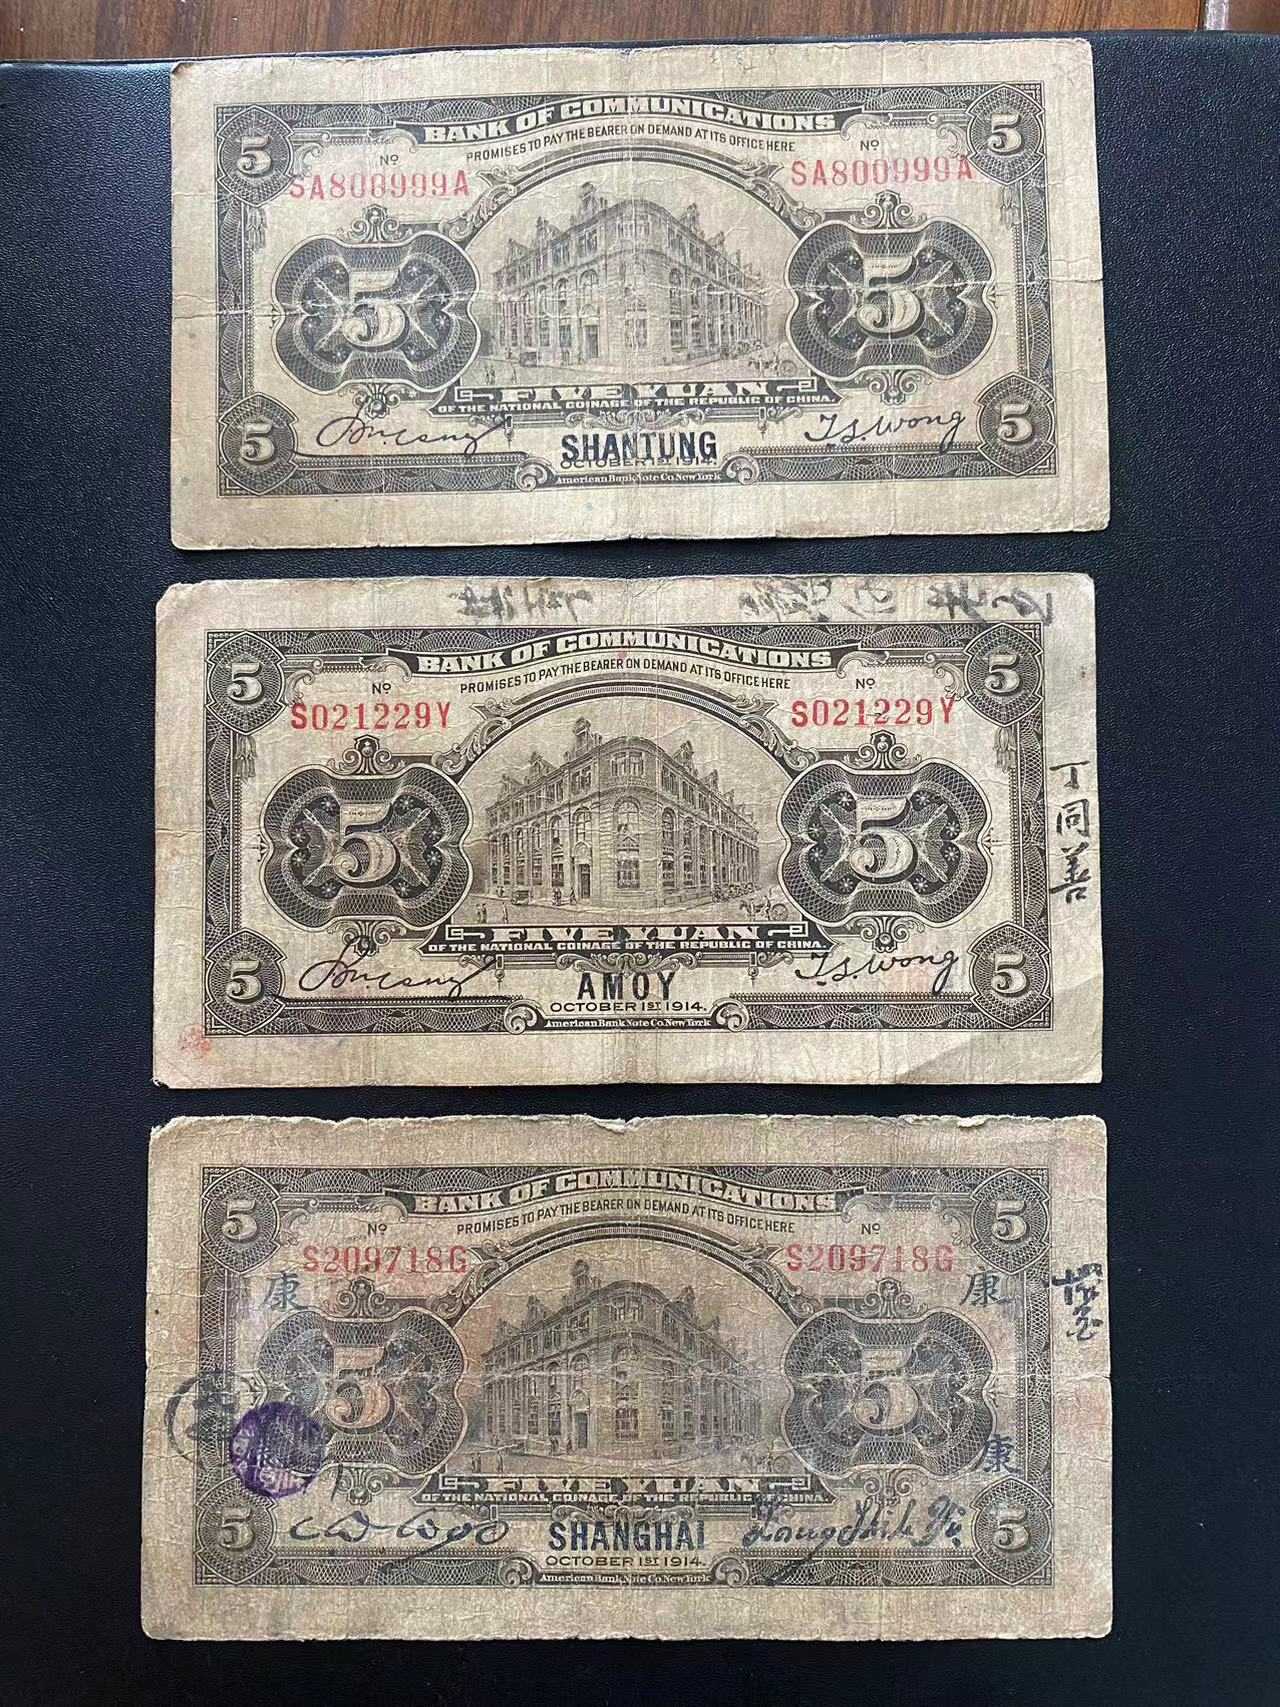 BANK OF COMMUNICATIONS
PROMISES TO PAY THE BEARER ON DEMAND AT ITS OFFICE HERE
5 5
Nº Nº
SA800999A SA800999A
5 5
FIVE YUAN
OF THE NATIONAL COINAGE OF THE REPUBLIC OF CHINA.
T.S. Wong
5 SHANTUNG 5
OCTOBER 1ST 1914.
American Bank Note Co. New York
BANK OF COMMUNICATIONS
PROMISES TO PAY THE BEARER ON DEMAND AT ITS OFFICE HERE
5 5
Nº Nº
S021229Y S021229Y
丁同善
5 5
FIVE YUAN
OF THE NATIONAL COINAGE OF THE REPUBLIC OF CHINA.
T.S. Wong
5 AMOY 5
OCTOBER 1ST 1914.
American Bank Note Co. New York
BANK OF COMMUNICATIONS
PROMISES TO PAY THE BEARER ON DEMAND AT ITS OFFICE HERE
5 5
Nº Nº
S209718G S209718G
康 康
5 5
康
FIVE YUAN
OF THE NATIONAL COINAGE OF THE REPUBLIC OF CHINA.
5 SHANGHAI 5
OCTOBER 1ST 1914.
American Bank Note Co. New York